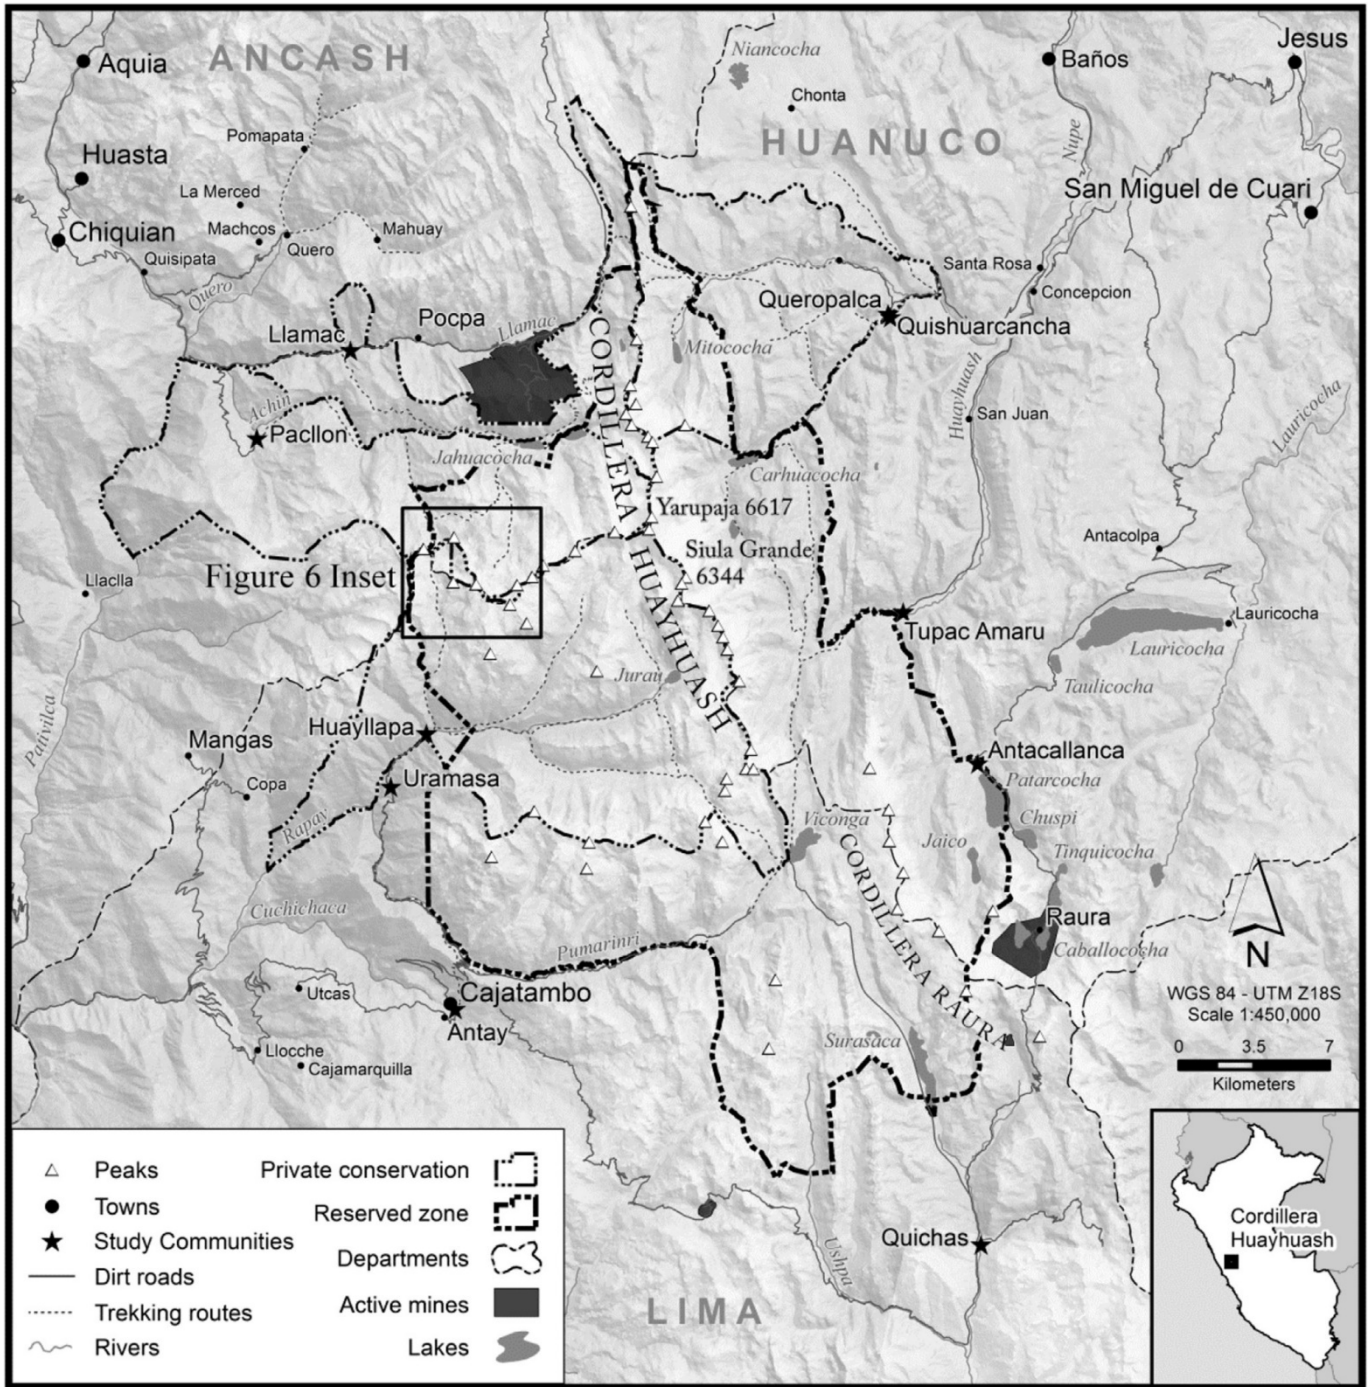 Jesus
Niancocha
Baños
Aquia
ANCASH
Chonta
Pomapata
HUANUCO
Nupe
Huasta
La Merced
San Miguel de Cuari
Chiquian
Machcos
Mahuay
Quero
Quisipata
Santa Rosa
Quero
Concepcion
Queropalca
Pocpa
Llamac
Quishuarcancha
Llamac
Mitococha
Huayhuash
Lauricocha
Achin
San Juan
Pacllon
Jahuacocha
Carhuacocha
CORDILLERA HUAYHUASH
Yarupaja 6617
Antacolpa
Siula Grande
6344
Figure 6 Inset
Llaclla
Lauricocha
Tupac Amaru
Lauricocha
Jurau
Taulicocha
Pativilca
Huayllapa
Mangas
Antacallanca
Uramasa
Patarcocha
Copa
Rapay
Viconga
Chuspi
Jaico
Tinquicocha
CORDILLERA RAURA
Cuchichaca
Raura
Pumarinri
Caballococha
N
Utcas
Cajatambo
WGS 84 - UTM Z18S
Scale 1:450,000
Antay
Surasaca
0 3.5 7
Kilometers
Llocche
Cajamarquilla
Peaks
Towns
Study Communities
Dirt roads
Trekking routes
Rivers
Private conservation
Reserved zone
Departments
Active mines
Lakes
Quichas
Ushpa
LIMA
Cordillera
Huayhuash